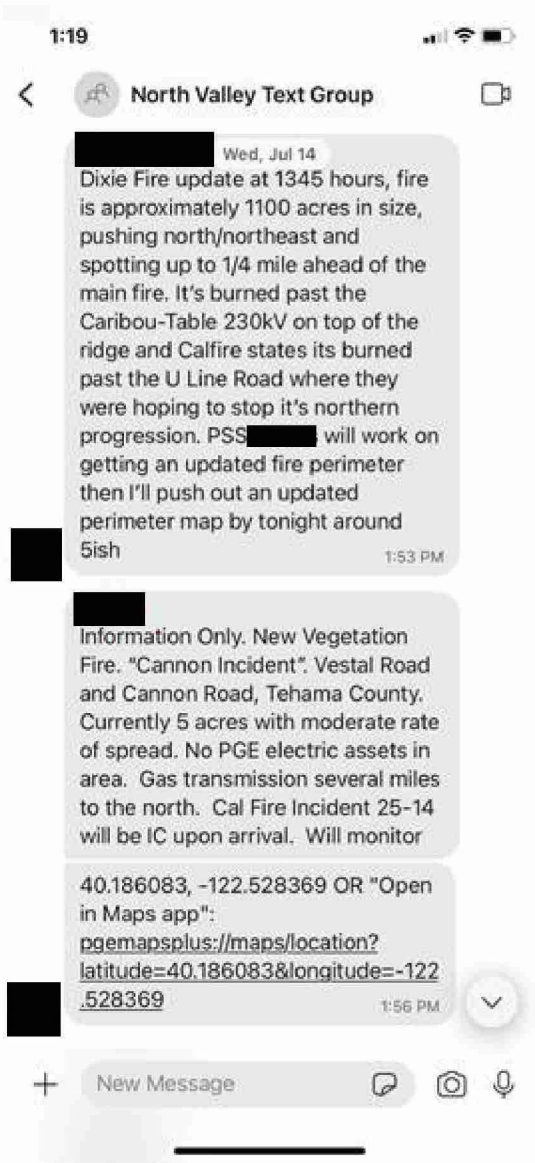 1:19
North Valley Text Group
Wed, Jul 14
Dixie Fire update at 1345 hours, fire
is approximately 1100 acres in size,
pushing north/northeast and
spotting up to 1/4 mile ahead of the
main fire. It's burned past the
Caribou-Table 230kV on top of the
ridge and Calfire states its burned
past the U Line Road where they
were hoping to stop it's northern
progression. PSS will work on
getting an updated fire perimeter
then I'll push out an updated
perimeter map by tonight around
5ish
1:53 PM
Information Only. New Vegetation
Fire. "Cannon Incident". Vestal Road
and Cannon Road, Tehama County.
Currently 5 acres with moderate rate
of spread. No PGE electric assets in
area. Gas transmission several miles
to the north. Cal Fire Incident 25-14
will be IC upon arrival. Will monitor
40.186083, -122.528369 OR "Open
in Maps app":
pgemapsplus://maps/location?
latitude=40.186083&longitude=-122
.528369
1:56 PM
New Message